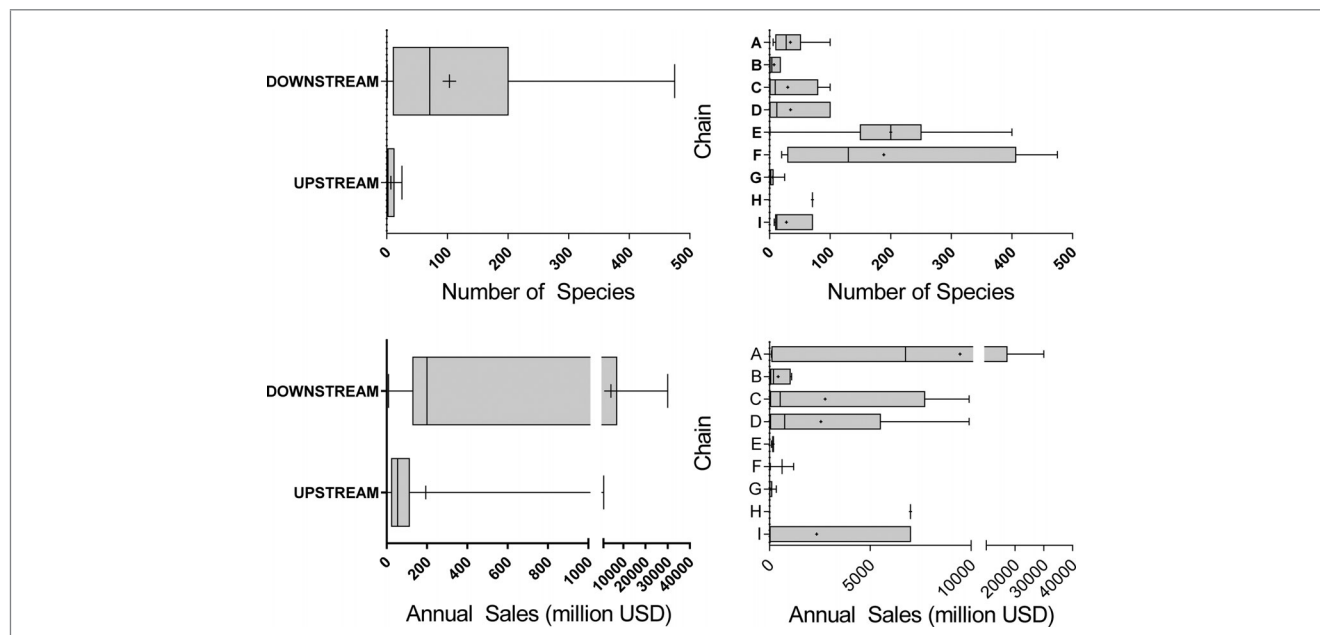 DOWNSTREAM
UPSTREAM
0 100 200 300 400 500
Number of Species
Chain
A
B
C
D
E
F
G
H
I
0 100 200 300 400 500
Number of Species
DOWNSTREAM
UPSTREAM
0 200 400 600 800 1000 10000 20000 30000 40000
Annual Sales (million USD)
Chain
A
B
C
D
E
F
G
H
I
0 5000 10000 20000 30000 40000
Annual Sales (million USD)